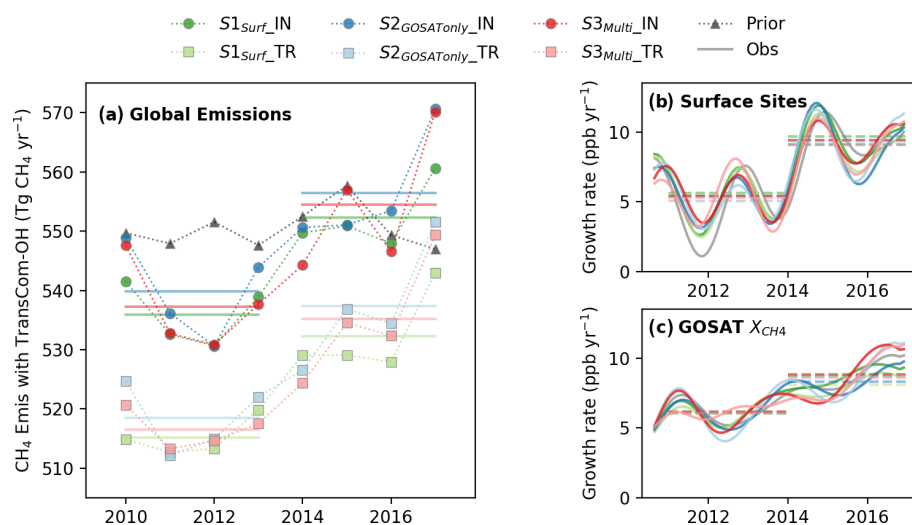 S1Surf_IN S2GOSATonly_IN S3Multi_IN Prior
S1Surf_TR S2GOSATonly_TR S3Multi_TR Obs
(a) Global Emissions
CH4 Emis with TransCom-OH (Tg CH4 yr−1)
570
560
550
540
530
520
510
2010 2012 2014 2016
(b) Surface Sites
Growth rate (ppb yr−1)
10
5
0
2012 2014 2016
(c) GOSAT XCH4
Growth rate (ppb yr−1)
10
5
0
2012 2014 2016